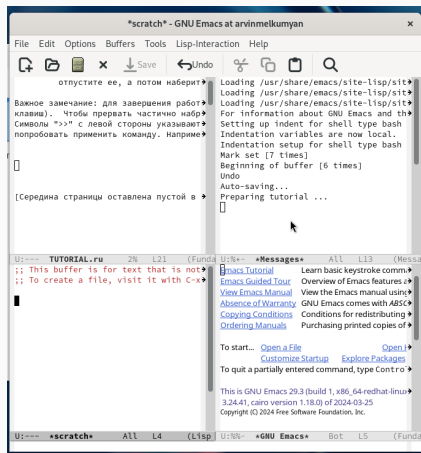 *scratch* - GNU Emacs at arvinmelkumyan
File Edit Options Buffers Tools Lisp-Interaction Help
Save Undo
отпустите ее, а потом наберит
Важное замечание: для завершения работ
клавиш). Чтобы прервать частично набр
Символы ">>" с левой стороны указывают
попробовать применить команду. Наприме
[Середина страницы оставлена пустой в
U:--- TUTORIAL.ru 2% L21 (Funda
Loading /usr/share/emacs/site-lisp/sit
Loading /usr/share/emacs/site-lisp/sit
Loading /usr/share/emacs/site-lisp/sit
For information about GNU Emacs and th
Setting up indent for shell type bash
Indentation variables are now local.
Indentation setup for shell type bash
Mark set [7 times]
Beginning of buffer [6 times]
Undo
Auto-saving...
Preparing tutorial ...
U:%*- *Messages* All L13 (Messa
;; This buffer is for text that is not
;; To create a file, visit it with C-x
U:--- *scratch* All L4 (Lisp
Emacs Tutorial Learn basic keystroke comm
Emacs Guided Tour Overview of Emacs features a
View Emacs Manual View the Emacs manual using
Absence of Warranty GNU Emacs comes with ABSO
Copying Conditions Conditions for redistributing
Ordering Manuals Purchasing printed copies of
To start... Open a File Open
Customize Startup Explore Packages
To quit a partially entered command, type Contro
This is GNU Emacs 29.3 (build 1, x86_64-redhat-linux
3.24.41, cairo version 1.18.0) of 2024-03-25
Copyright (C) 2024 Free Software Foundation, Inc.
U:%%- *GNU Emacs* Bot L5 (Funda